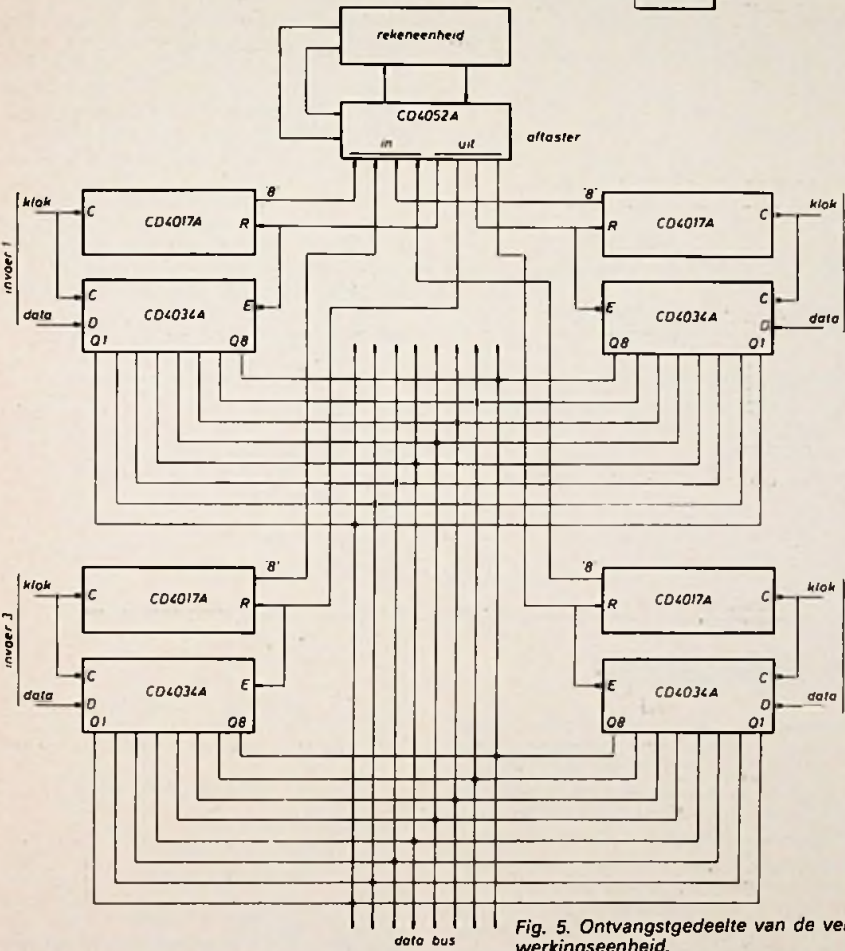 rekeneenheid
CD4052A
in uit
aftaster
klok
C
CD4017A
'8'
R
invoer 1
data
C
D
CD4034A
E
Q1
Q8
'8'
R
CD4017A
C
klok
E
CD4034A
C
D
data
Q8
Q1
klok
C
CD4017A
'8'
R
invoer 3
data
C
D
CD4034A
E
Q1
Q8
'8'
R
CD4017A
C
klok
E
CD4034A
C
D
data
Q8
Q1
data bus
Fig. 5. Ontvangstgedeelte van de ver-
werkingseenheid.